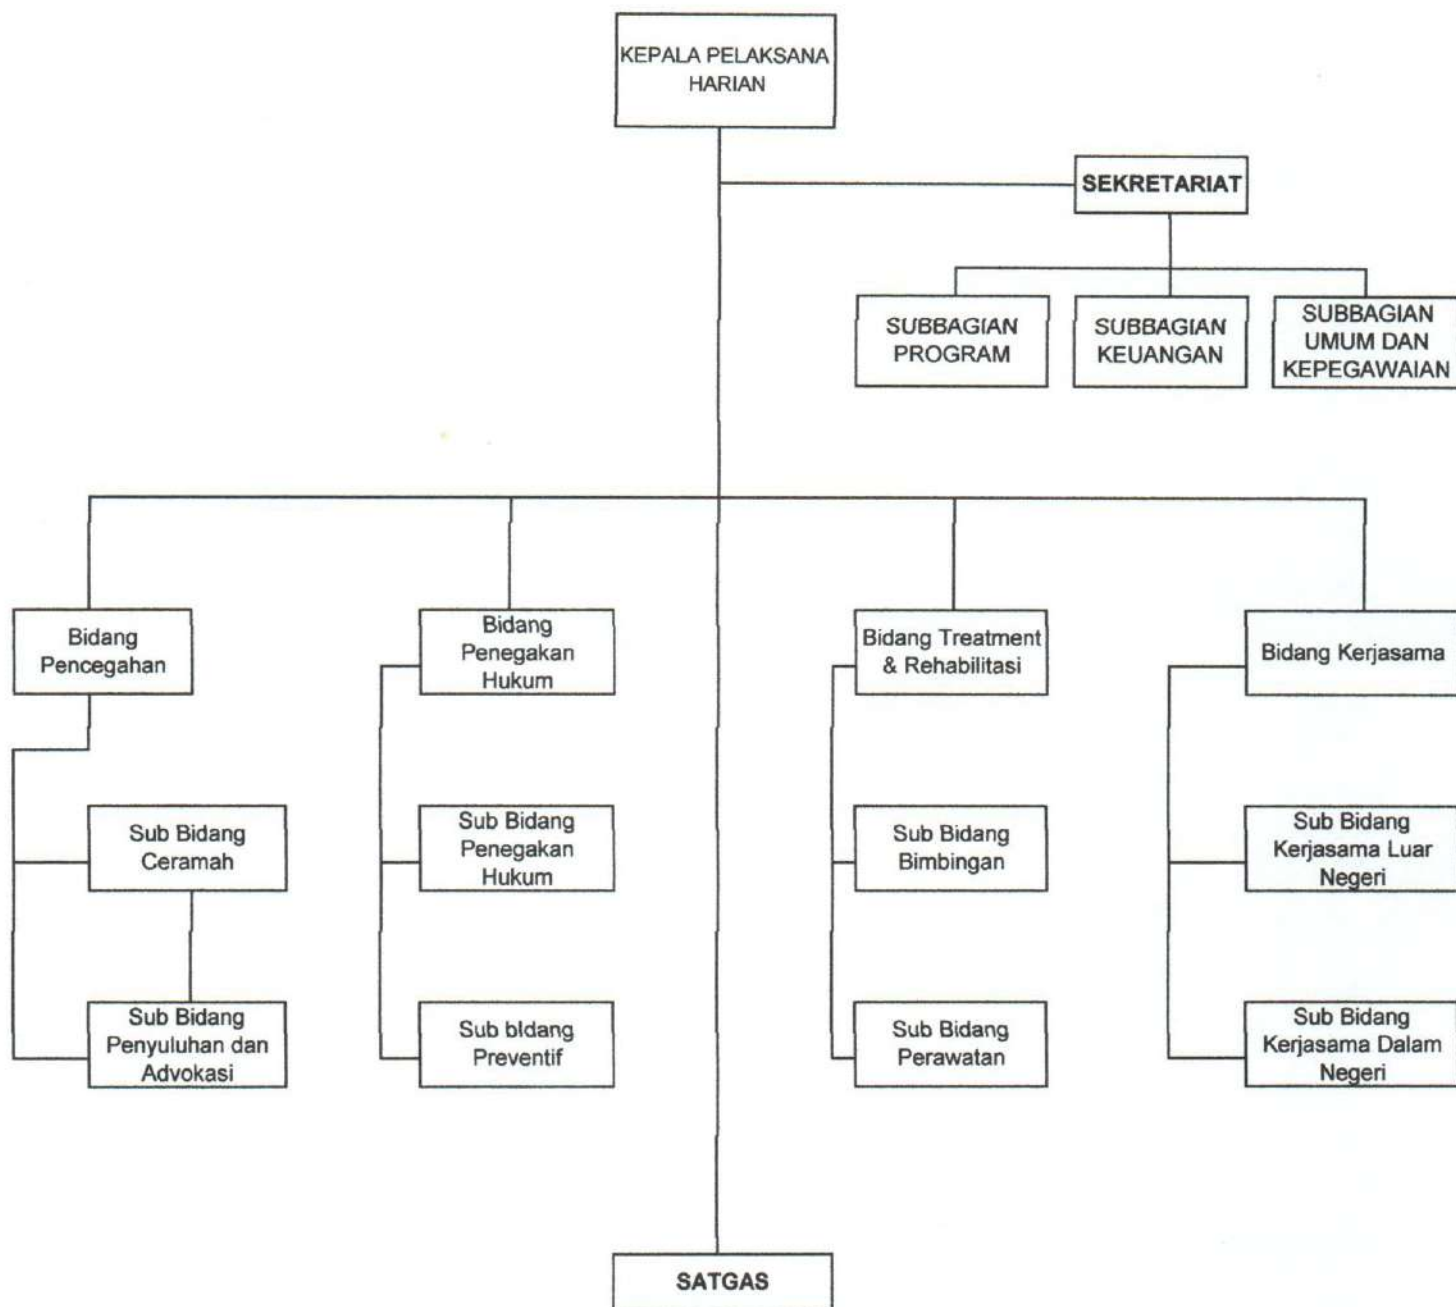 KEPALA PELAKSANA
HARIAN
SEKRETARIAT
SUBBAGIAN
PROGRAM
SUBBAGIAN
KEUANGAN
SUBBAGIAN
UMUM DAN
KEPEGAWAIAN
Bidang
Pencegahan
Bidang
Penegakan
Hukum
Bidang Treatment
& Rehabilitasi
Bidang Kerjasama
Sub Bidang
Ceramah
Sub Bidang
Penegakan
Hukum
Sub Bidang
Bimbingan
Sub Bidang
Kerjasama Luar
Negeri
Sub Bidang
Penyuluhan dan
Advokasi
Sub bIdang
Preventif
Sub Bidang
Perawatan
Sub Bidang
Kerjasama Dalam
Negeri
SATGAS